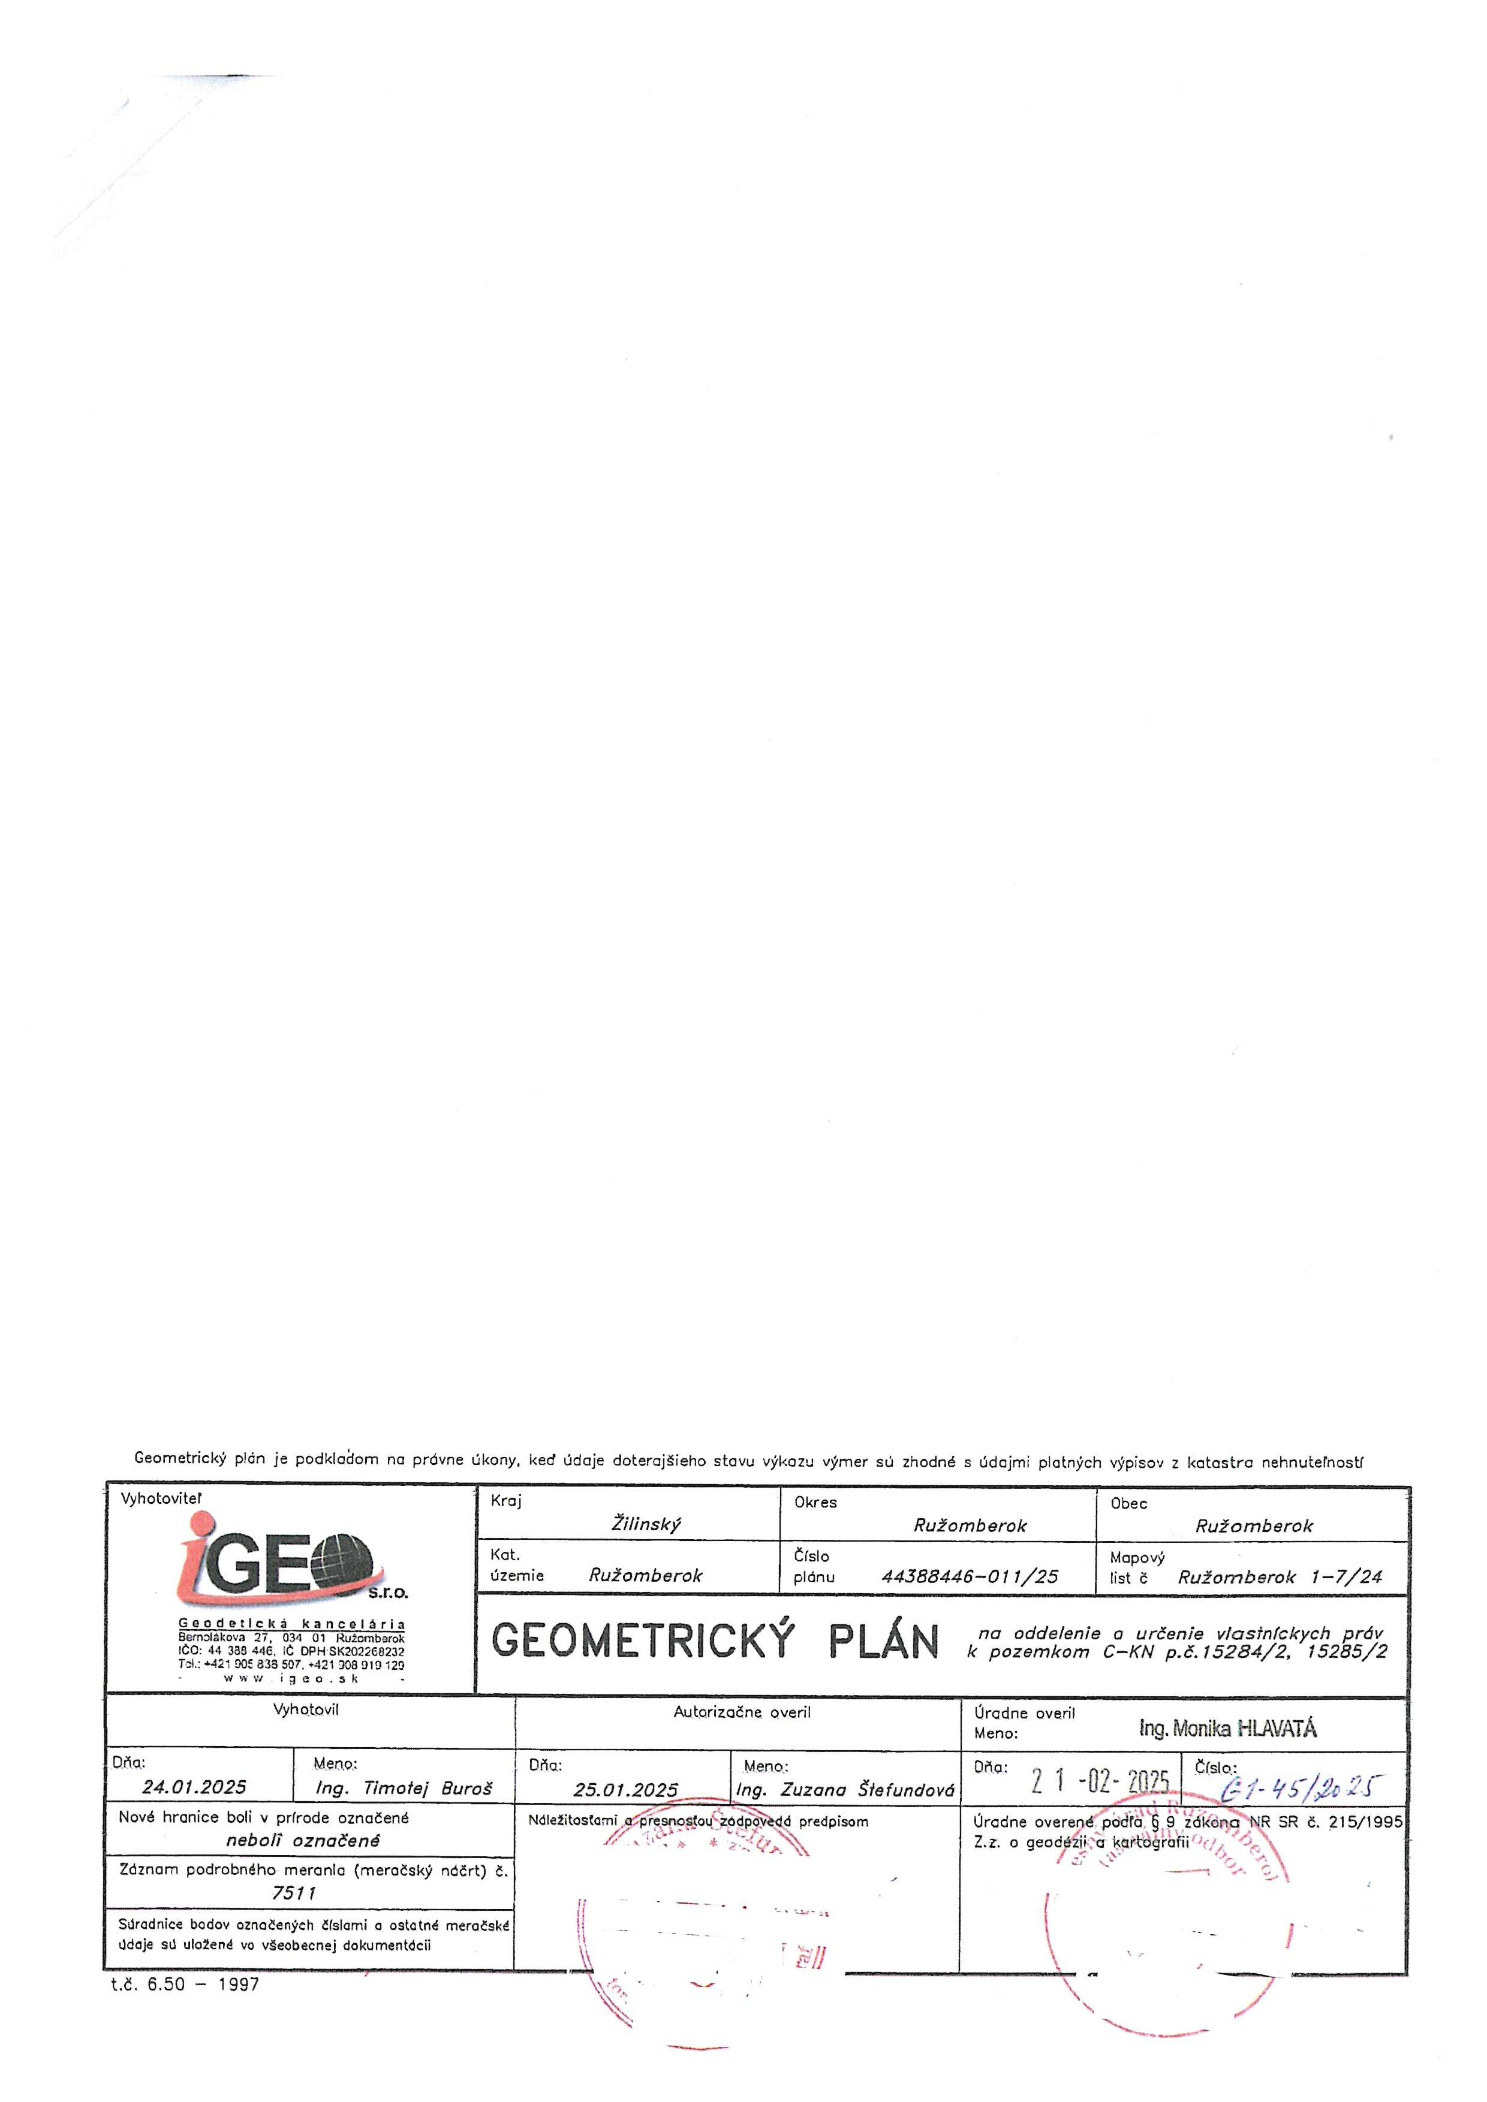 Geometrický plán je podkladom na právne úkony, keď údaje doterajšieho stavu výkazu výmer sú zhodné s údajmi platných výpisov z katastra nehnuteľností
Vyhotoviteľ
iGEO s.r.o.
Geodetická kancelária
Bernolákova 27, 034 01 Ružomberok
IČO: 44 388 446, IČ DPH SK202268232
Tel.: +421 905 838 507, +421 908 919 129
www.igeo.sk
Kraj
Žilinský
Okres
Ružomberok
Obec
Ružomberok
Kat. územie
Ružomberok
Číslo plánu
44388446-011/25
Mapový list č
Ružomberok 1-7/24
GEOMETRICKÝ PLÁN
na oddelenie a určenie vlastníckych práv
k pozemkom C-KN p.č.15284/2, 15285/2
Vyhotovil
Dňa:
24.01.2025
Meno:
Ing. Timotej Buroš
Nové hranice boli v prírode označené
neboli označené
Záznam podrobného merania (meračský náčrt) č.
7511
Súradnice bodov označených číslami a ostatné meračské
údaje sú uložené vo všeobecnej dokumentácii
Autorizačne overil
Dňa:
25.01.2025
Meno:
Ing. Zuzana Štefundová
Náležitosťami a presnosťou zodpovedá predpisom
Úradne overil
Meno:
Ing. Monika HLAVATÁ
Dňa:
21-02-2025
Číslo:
G1-45/2025
Úradne overené podľa § 9 zákona NR SR č. 215/1995
Z.z. o geodézii a kartografii
t.č. 6.50 - 1997